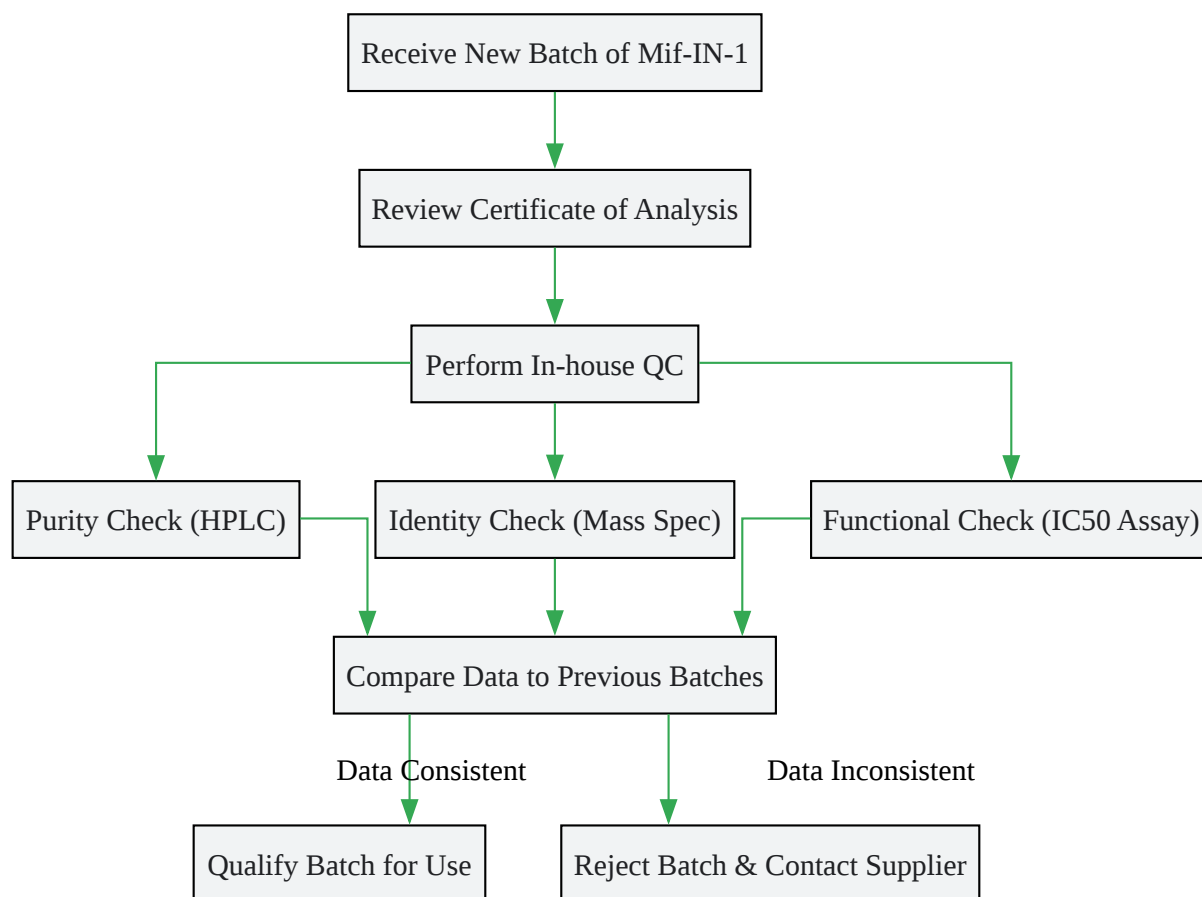 Receive New Batch of Mif-IN-1
Review Certificate of Analysis
Perform In-house QC
Purity Check (HPLC)
Identity Check (Mass Spec)
Functional Check (IC50 Assay)
Compare Data to Previous Batches
Data Consistent
Data Inconsistent
Qualify Batch for Use
Reject Batch & Contact Supplier